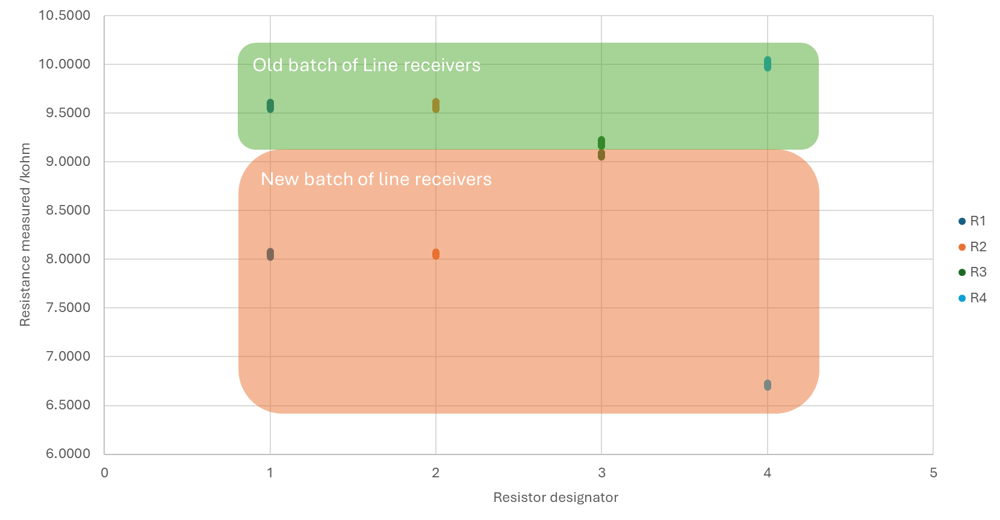 10.5000
10.0000
9.5000
9.0000
8.5000
8.0000
7.5000
7.0000
6.5000
6.0000
Resistance measured /kohm
Old batch of Line receivers
New batch of line receivers
R1
R2
R3
R4
0 1 2 3 4 5
Resistor designator